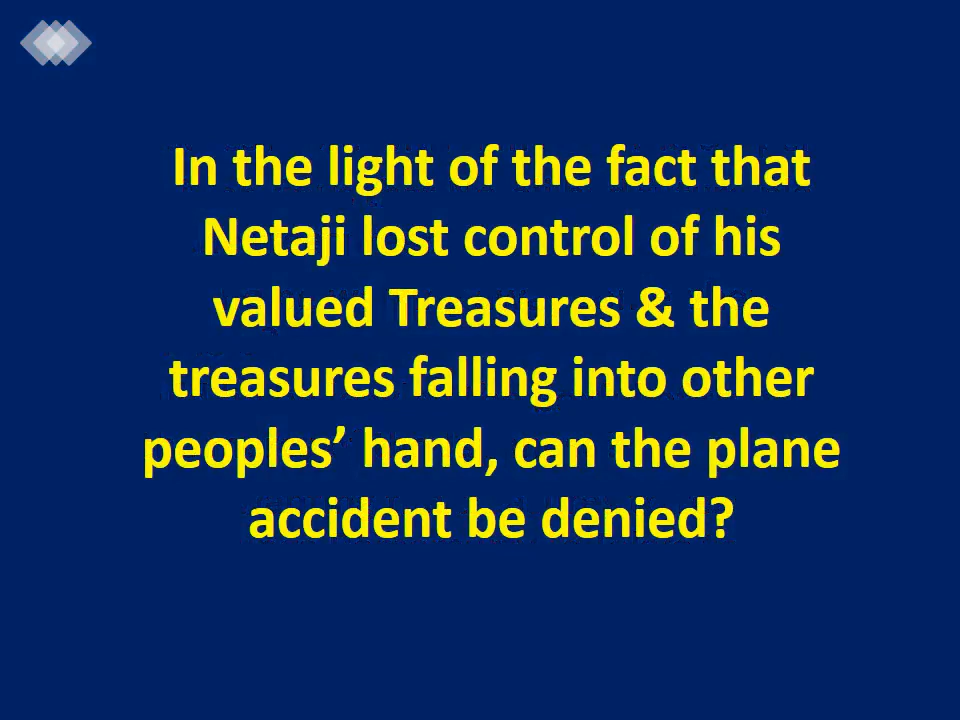 In the light of the fact that
Netaji lost control of his
valued Treasures & the
treasures falling into other
peoples’ hand, can the plane
accident be denied?